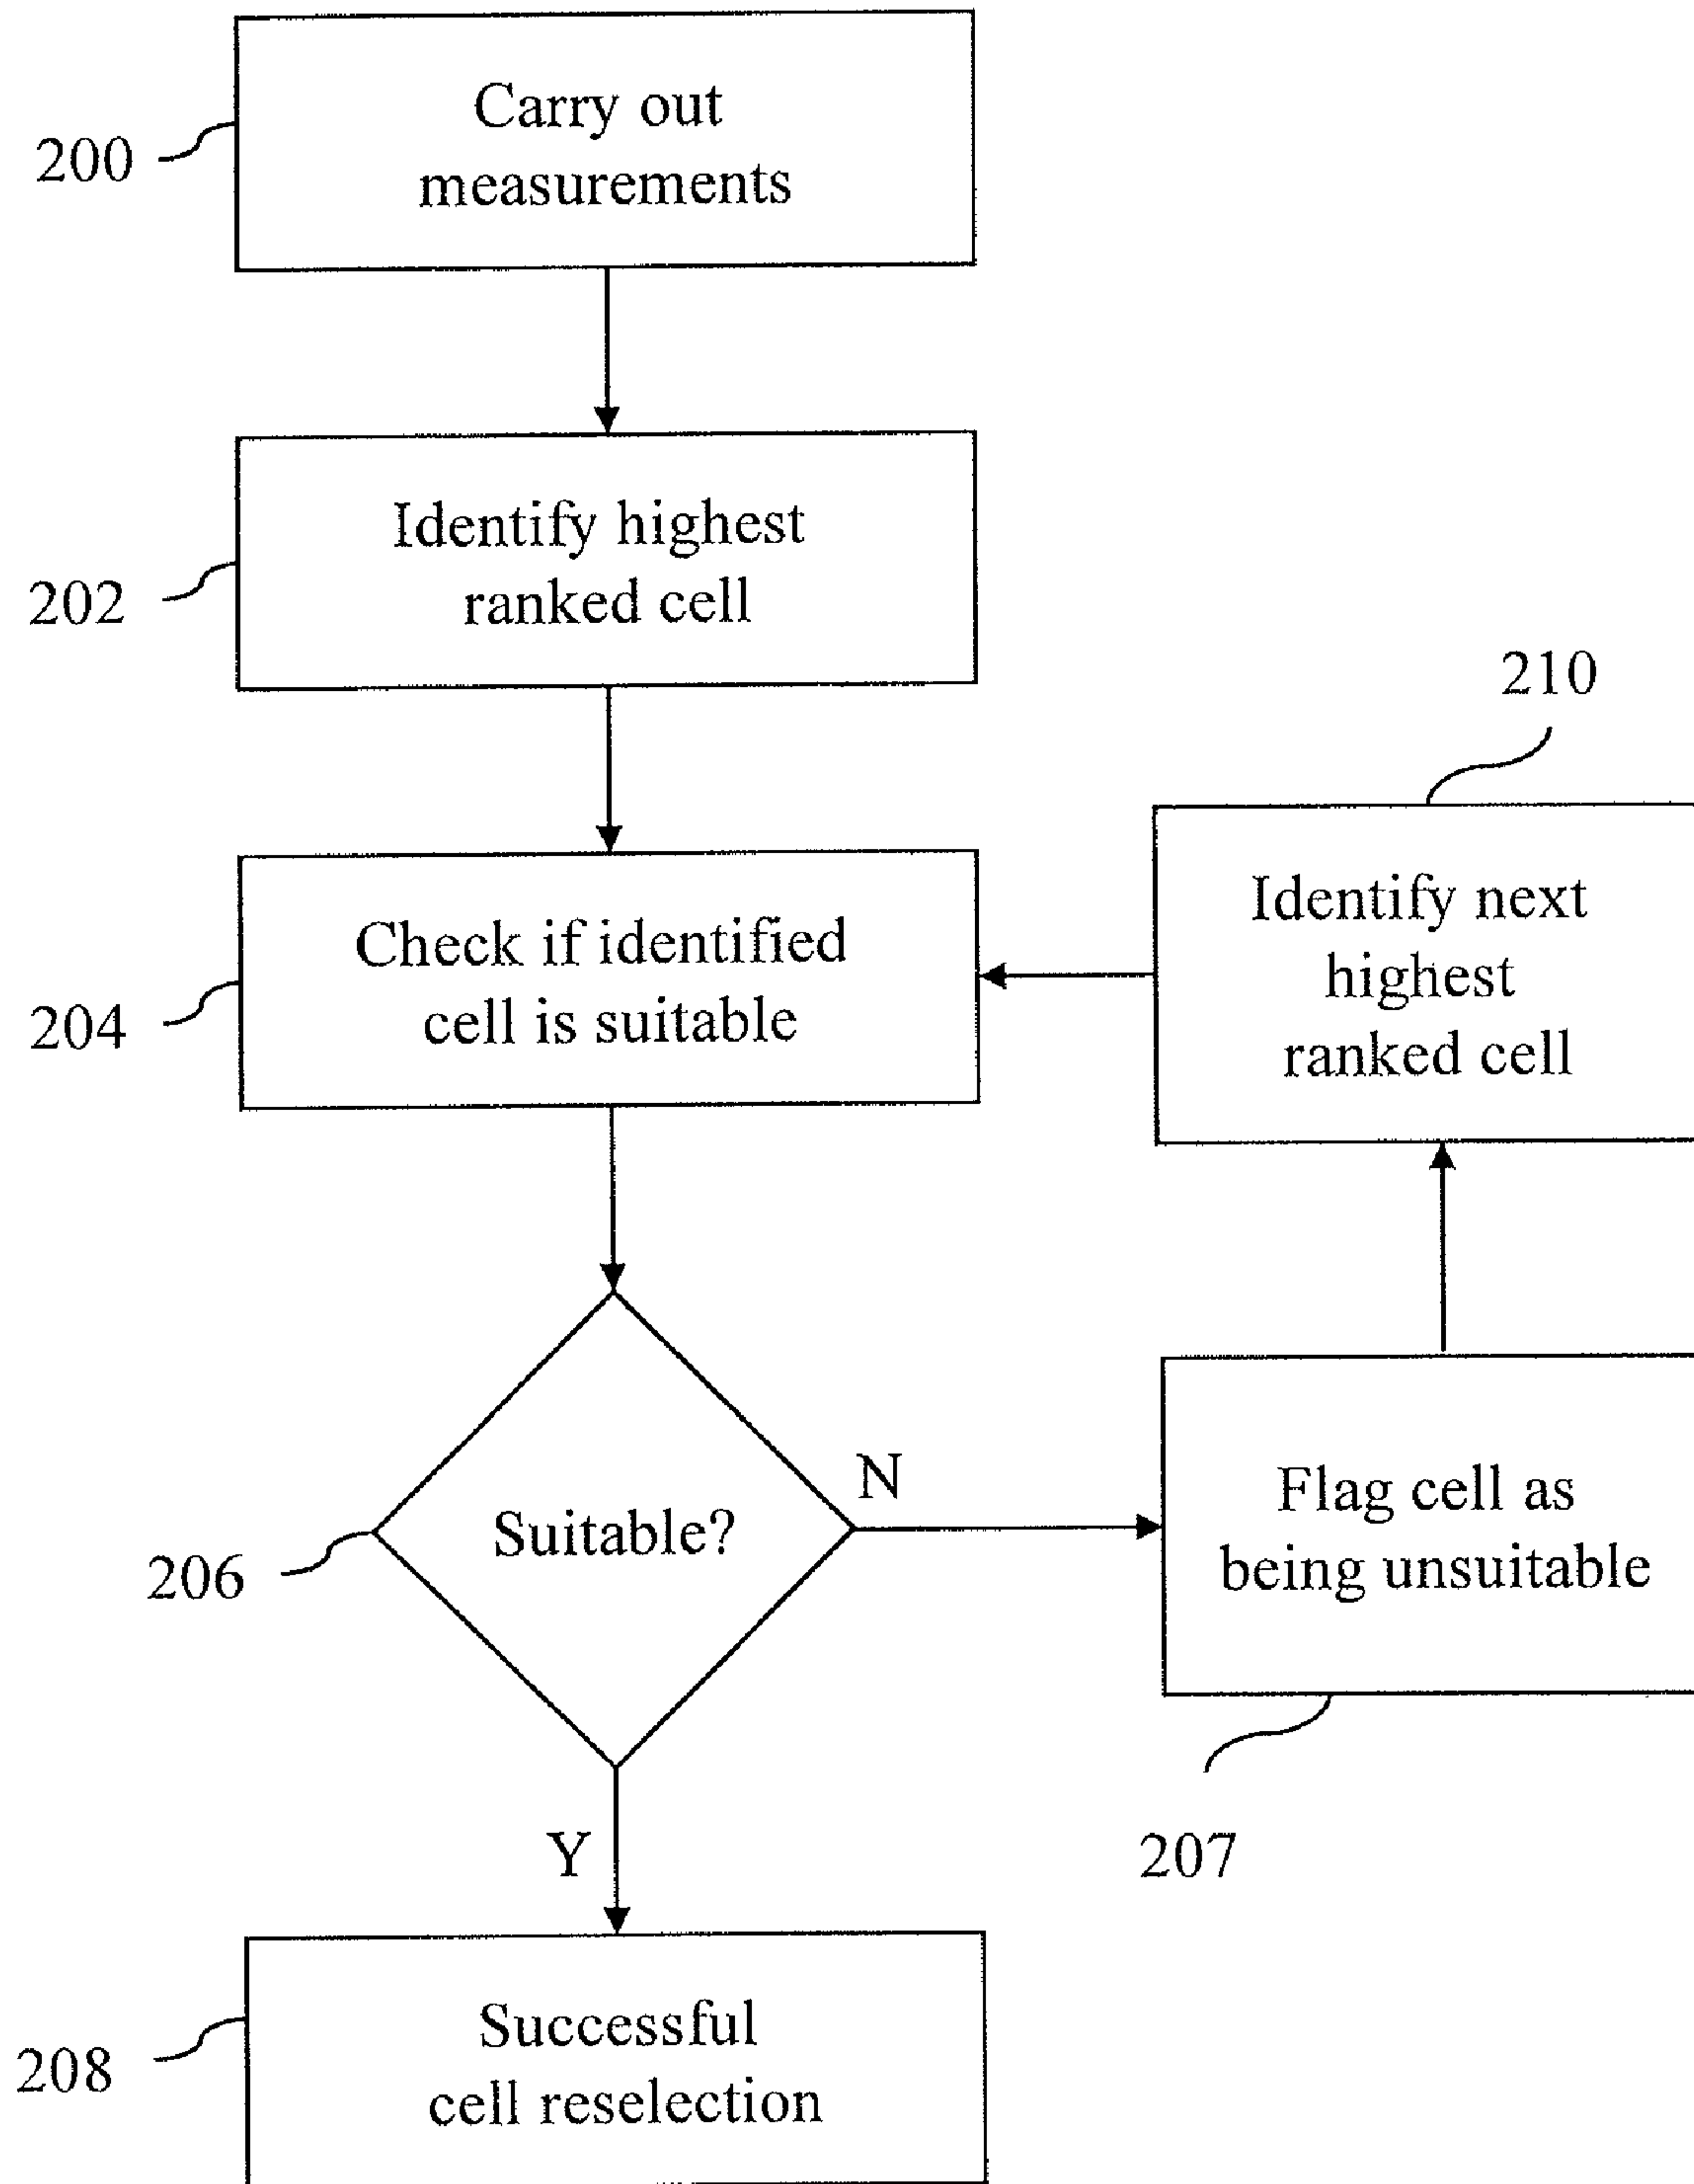 Carry out
measurements
200
Identify highest
ranked cell
202
210
Identify next
highest
ranked cell
Check if identified
cell is suitable
204
Suitable?
N
206
Flag cell as
being unsuitable
207
Y
Successful
cell reselection
208